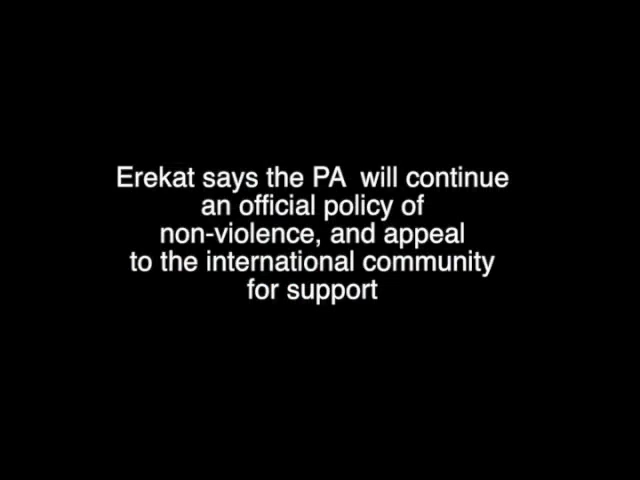 Erekat says the PA  will continue
an official policy of
non-violence, and appeal
to the international community
for support